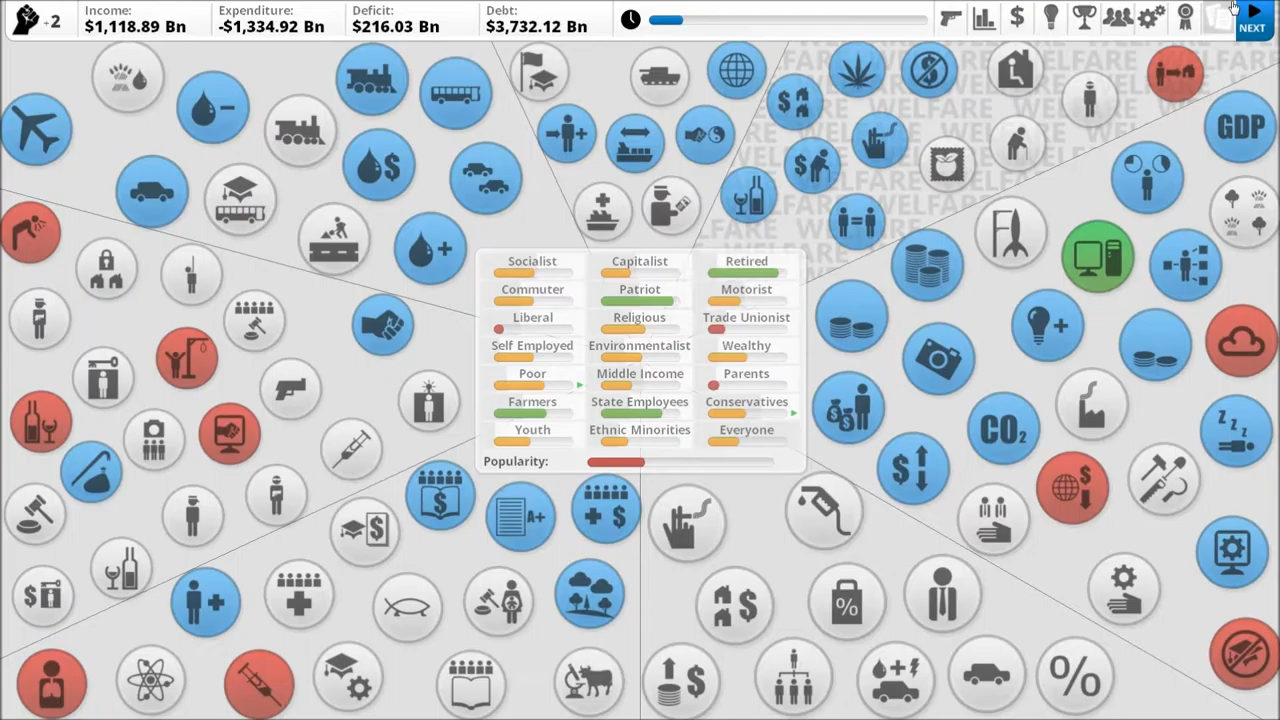 +2
Income:
$1,118.89 Bn
Expenditure:
-$1,334.92 Bn
Deficit:
$216.03 Bn
Debt:
$3,732.12 Bn
NEXT
WELFARE WELFARE
GDP
$
$
$
Socialist Capitalist Retired
Commuter Patriot Motorist
Liberal Religious Trade Unionist
Self Employed Environmentalist Wealthy
Poor Middle Income Parents
Farmers State Employees Conservatives
Youth Ethnic Minorities Everyone
Popularity:
CO₂
Z Z Z
$
$
$
A+
$
$
%
$
$
%